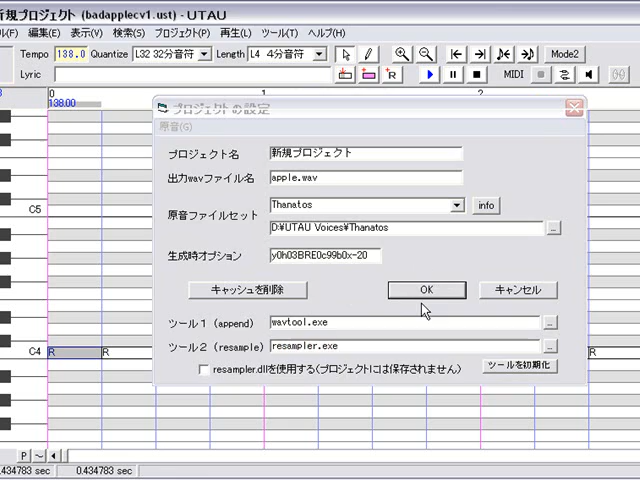 新規プロジェクト (badapplecv1.ust) - UTAU
ル(F) 編集(E) 表示(V) 検索(S) プロジェクト(P) 再生(L) ツール(T) ヘルプ(H)
Tempo 138.0 Quantize L32 32分音符 Length L4 4分音符 Mode2
Lyric R MIDI
0 1 2
138.00
プロジェクトの設定
原音(G)
プロジェクト名 新規プロジェクト
出力wavファイル名 apple.wav
原音ファイルセット Thanatos info
D:¥UTAU Voices¥Thanatos ...
C5
生成時オプション y0h03BRE0c99b0x-20
キャッシュを削除 OK キャンセル
ツール1 (append) wavtool.exe ...
ツール2 (resample) resampler.exe ...
C4 R R R
resampler.dllを使用する(プロジェクトには保存されません) ツールを初期化
P ~
.434783 sec 0.434783 sec